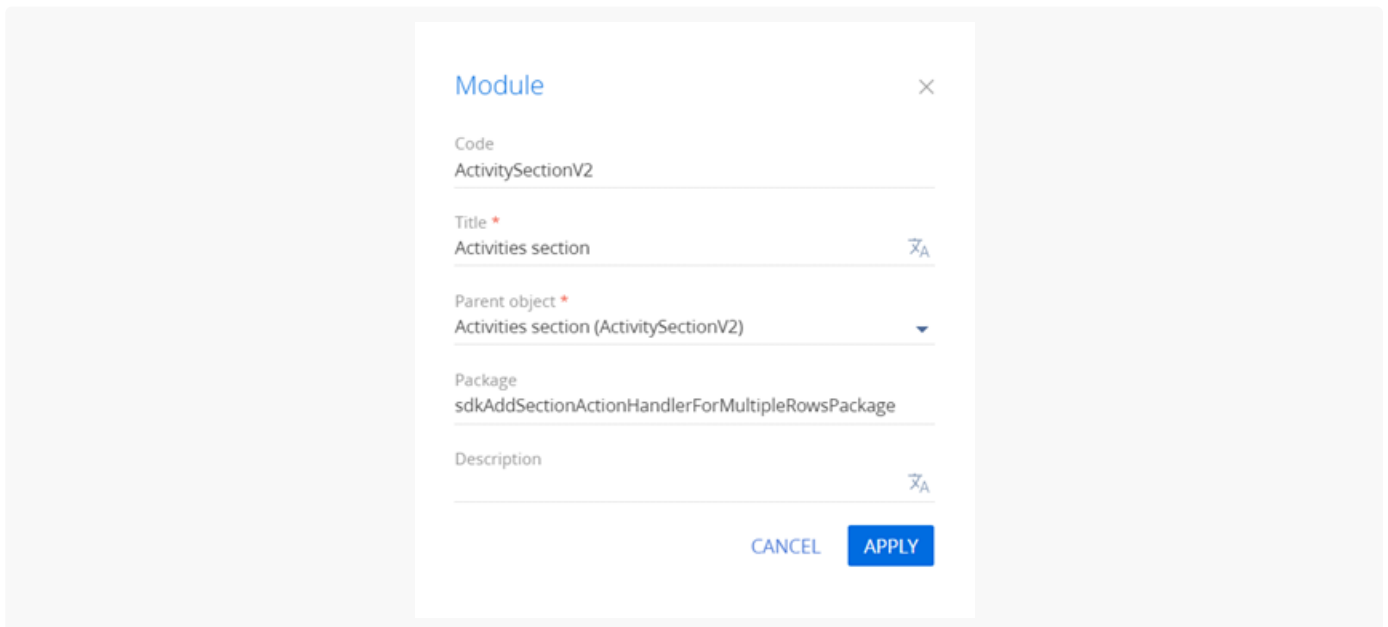 Module
Code
ActivitySectionV2
Title *
Activities section
Parent object *
Activities section (ActivitySectionV2)
Package
sdkAddSectionActionHandlerForMultipleRowsPackage
Description
CANCEL APPLY